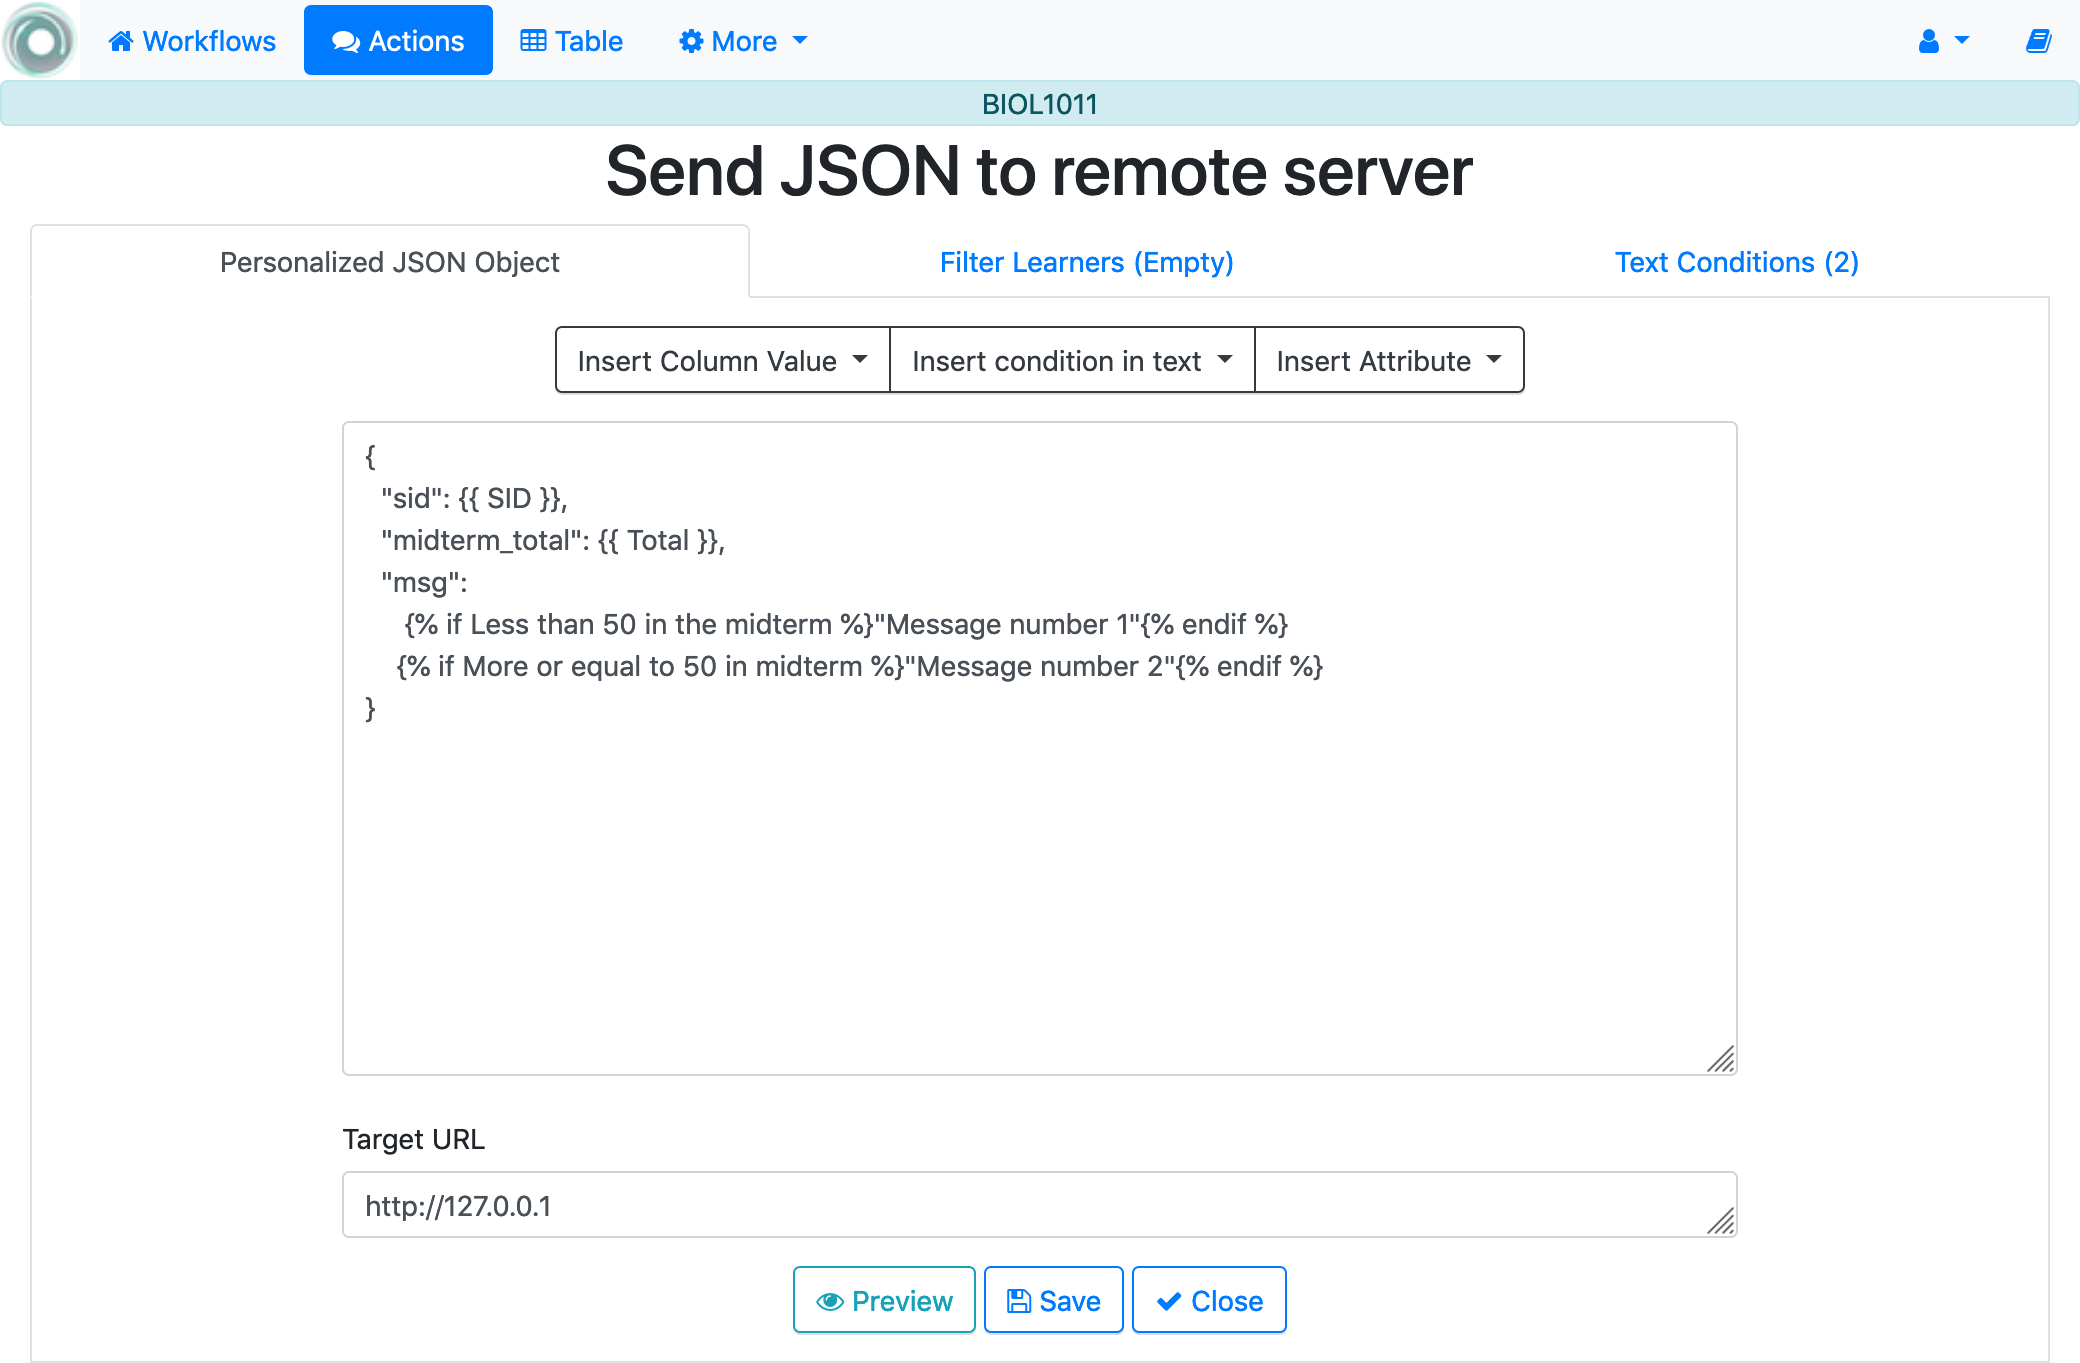 Workflows Actions Table More
BIOL1011
Send JSON to remote server
Personalized JSON Object Filter Learners (Empty) Text Conditions (2)
Insert Column Value Insert condition in text Insert Attribute
{
"sid": {{ SID }},
"midterm_total": {{ Total }},
"msg":
{% if Less than 50 in the midterm %}"Message number 1"{% endif %}
{% if More or equal to 50 in midterm %}"Message number 2"{% endif %}
}
Target URL
http://127.0.0.1
Preview Save Close